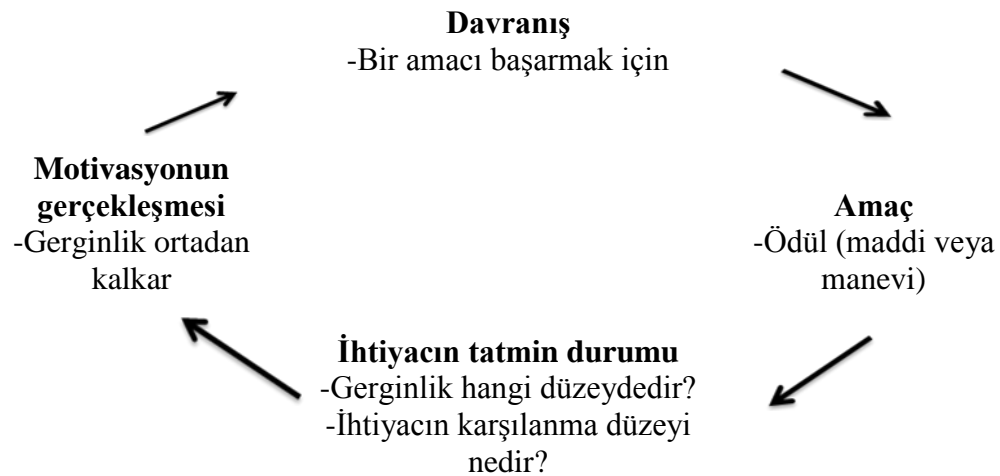 Davranış
-Bir amacı başarmak için
Motivasyonun
gerçekleşmesi
-Gerginlik ortadan
kalkar
Amaç
-Ödül (maddi veya
manevi)
İhtiyacın tatmin durumu
-Gerginlik hangi düzeydedir?
-İhtiyacın karşılanma düzeyi
nedir?